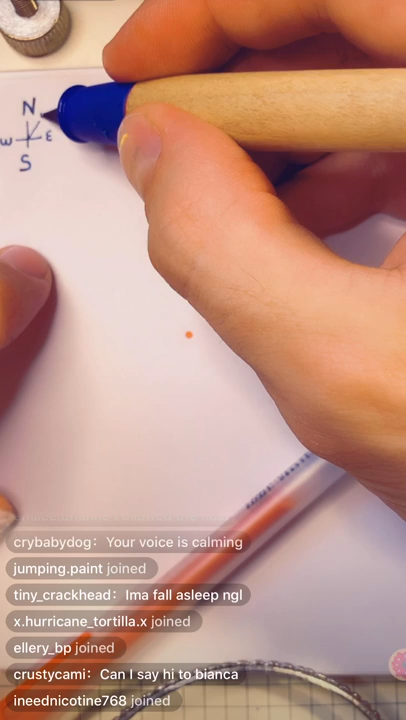 N
W E
S
crybabydog: Your voice is calming
jumping.paint joined
tiny_crackhead: Ima fall asleep ngl
x.hurricane_tortilla.x joined
ellery_bp joined
crustycami: Can I say hi to bianca
ineednicotine768 joined